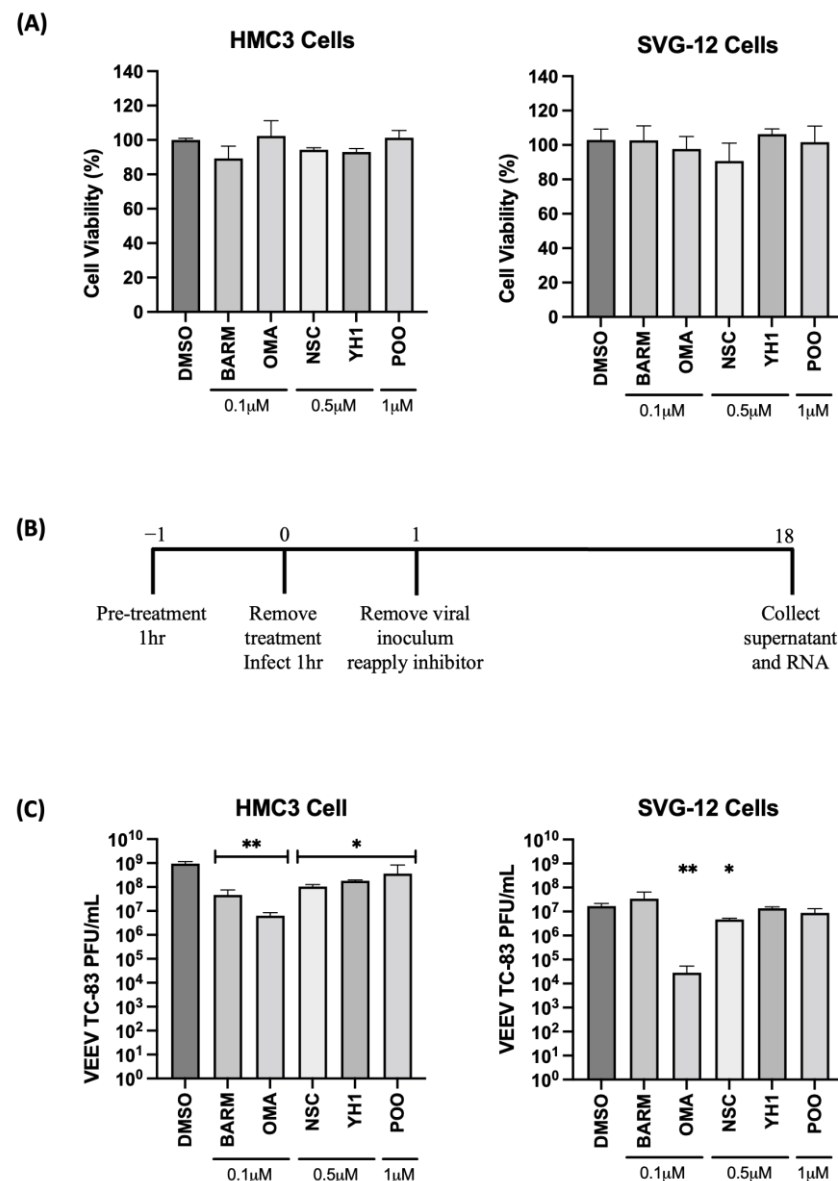 (A)
HMC3 Cells
Cell Viability (%)
140
120
100
80
60
40
20
0
DMSO
BARM
OMA
NSC
YH1
POO
0.1μM
0.5μM
1μM
SVG-12 Cells
Cell Viability (%)
140
120
100
80
60
40
20
0
DMSO
BARM
OMA
NSC
YH1
POO
0.1μM
0.5μM
1μM
(B)
−1
0
1
18
Pre-treatment
1hr
Remove
treatment
Infect 1hr
Remove viral
inoculum
reapply inhibitor
Collect
supernatant
and RNA
(C)
HMC3 Cell
VEEV TC-83 PFU/mL
10¹⁰
10⁹
10⁸
10⁷
10⁶
10⁵
10⁴
10³
10²
10¹
10⁰
**
*
DMSO
BARM
OMA
NSC
YH1
POO
0.1μM
0.5μM
1μM
SVG-12 Cells
VEEV TC-83 PFU/mL
10¹⁰
10⁹
10⁸
10⁷
10⁶
10⁵
10⁴
10³
10²
10¹
10⁰
**
*
DMSO
BARM
OMA
NSC
YH1
POO
0.1μM
0.5μM
1μM